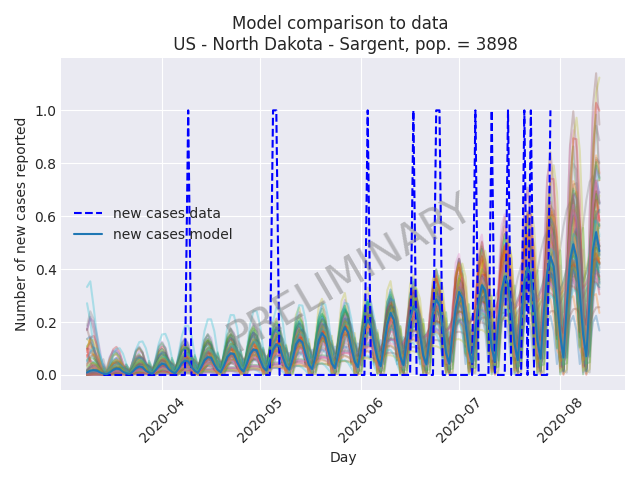 Model comparison to data
US - North Dakota - Sargent, pop. = 3898
Number of new cases reported
1.0
0.8
0.6
0.4
0.2
0.0
new cases data
new cases model
PRELIMINARY
2020-04
2020-05
2020-06
2020-07
2020-08
Day